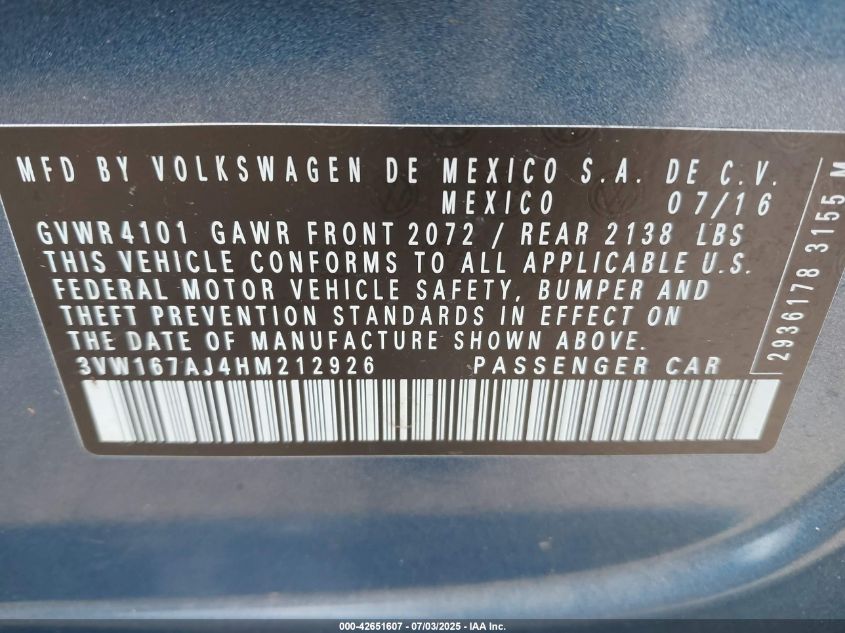 MFD BY VOLKSWAGEN DE MEXICO S.A. DE C.V.
MEXICO 07/16
GVWR4101 GAWR FRONT 2072 / REAR 2138 LBS
THIS VEHICLE CONFORMS TO ALL APPLICABLE U.S.
FEDERAL MOTOR VEHICLE SAFETY, BUMPER AND
THEFT PREVENTION STANDARDS IN EFFECT ON
THE DATE OF MANUFACTURE SHOWN ABOVE.
3VW167AJ4HM212926 PASSENGER CAR
2936178 3155 M
000-42651607 - 07/03/2025 - IAA Inc.